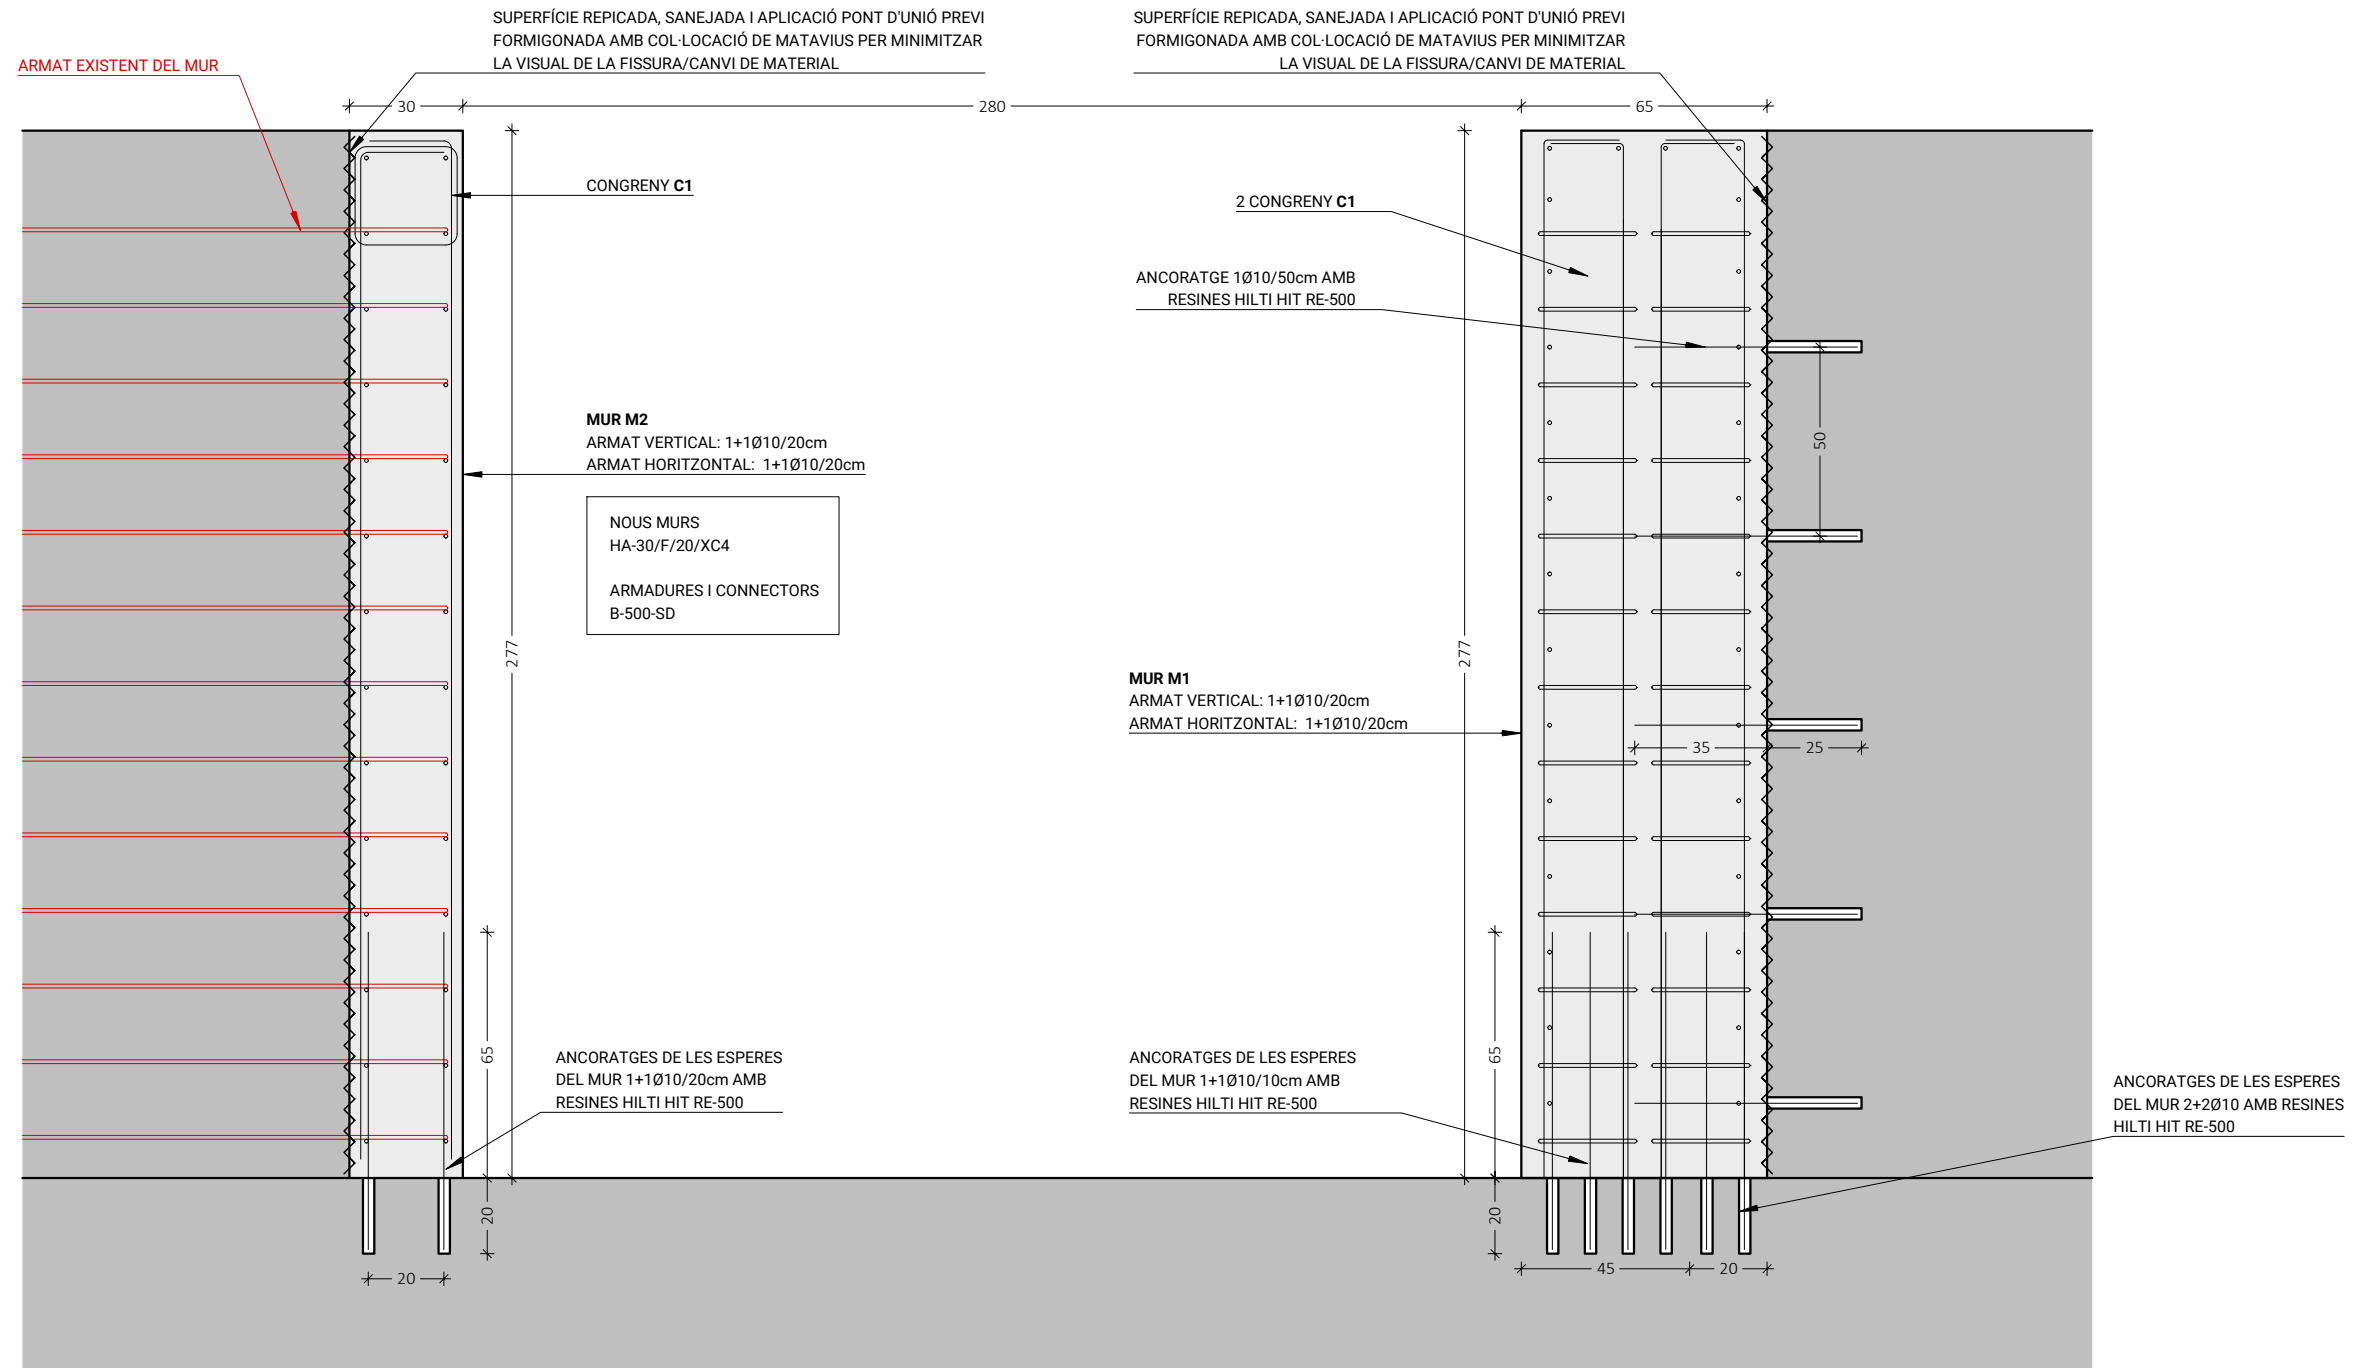 SUPERFÍCIE REPICADA, SANEJADA I APLICACIÓ PONT D'UNIÓ PREVI
FORMIGONADA AMB COL·LOCACIÓ DE MATAVIUS PER MINIMITZAR
LA VISUAL DE LA FISSURA/CANVI DE MATERIAL
SUPERFÍCIE REPICADA, SANEJADA I APLICACIÓ PONT D'UNIÓ PREVI
FORMIGONADA AMB COL·LOCACIÓ DE MATAVIUS PER MINIMITZAR
LA VISUAL DE LA FISSURA/CANVI DE MATERIAL
ARMAT EXISTENT DEL MUR
30
280
65
CONGRENY C1
2 CONGRENY C1
ANCORATGE 1Ø10/50cm AMB
RESINES HILTI HIT RE-500
MUR M2
ARMAT VERTICAL: 1+1Ø10/20cm
ARMAT HORITZONTAL: 1+1Ø10/20cm
50
NOUS MURS
HA-30/F/20/XC4
ARMADURES I CONNECTORS
B-500-SD
277
277
MUR M1
ARMAT VERTICAL: 1+1Ø10/20cm
ARMAT HORITZONTAL: 1+1Ø10/20cm
35
25
65
65
ANCORATGES DE LES ESPERES
DEL MUR 1+1Ø10/20cm AMB
RESINES HILTI HIT RE-500
ANCORATGES DE LES ESPERES
DEL MUR 1+1Ø10/10cm AMB
RESINES HILTI HIT RE-500
ANCORATGES DE LES ESPERES
DEL MUR 2+2Ø10 AMB RESINES
HILTI HIT RE-500
20
20
20
45
20